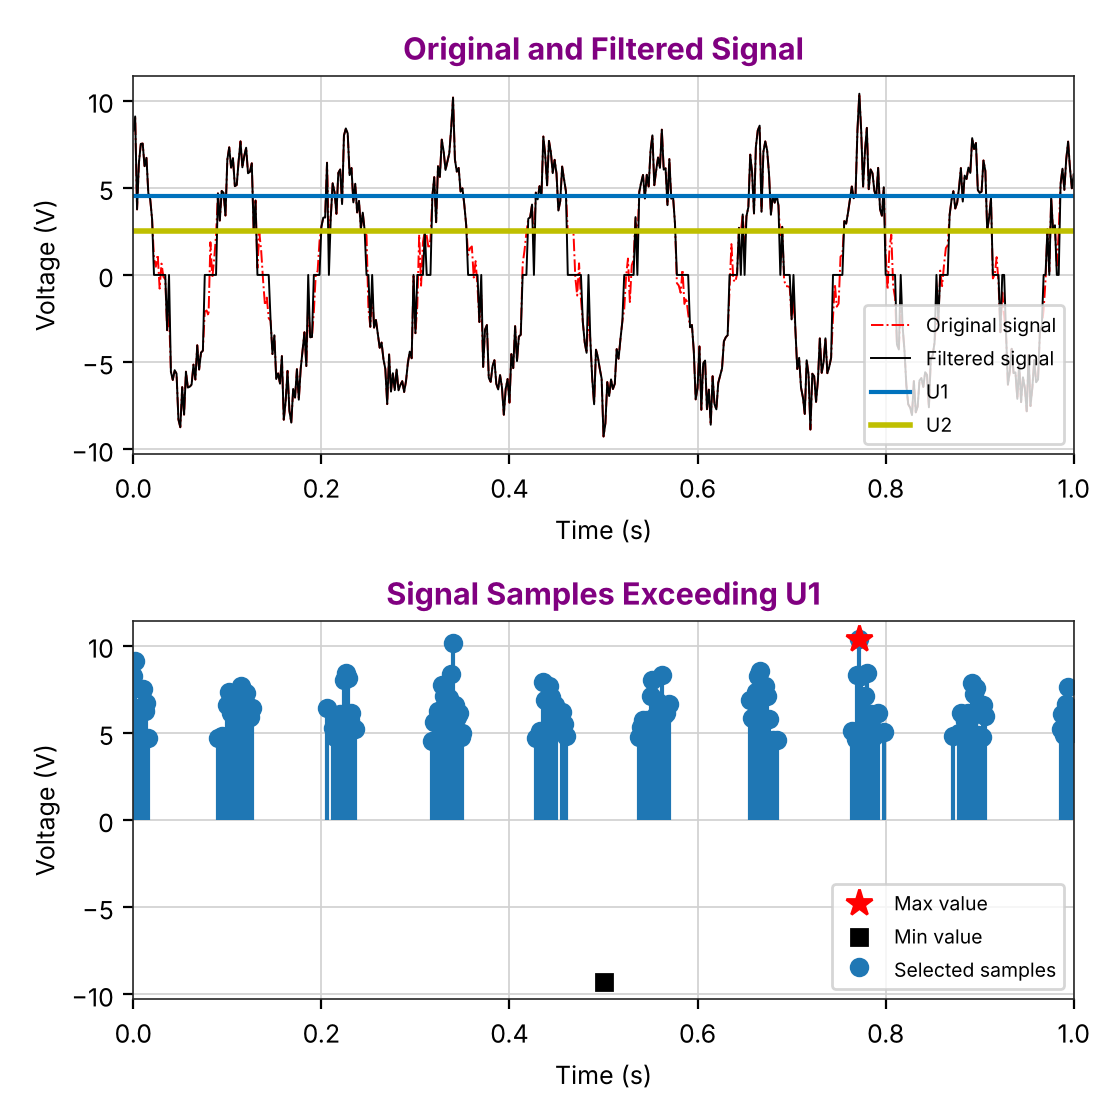 Original and Filtered Signal
Voltage (V)
10
5
0
−5
−10
0.0 0.2 0.4 0.6 0.8 1.0
Time (s)
Original signal
Filtered signal
U1
U2
Signal Samples Exceeding U1
Voltage (V)
10
5
0
−5
−10
0.0 0.2 0.4 0.6 0.8 1.0
Time (s)
Max value
Min value
Selected samples